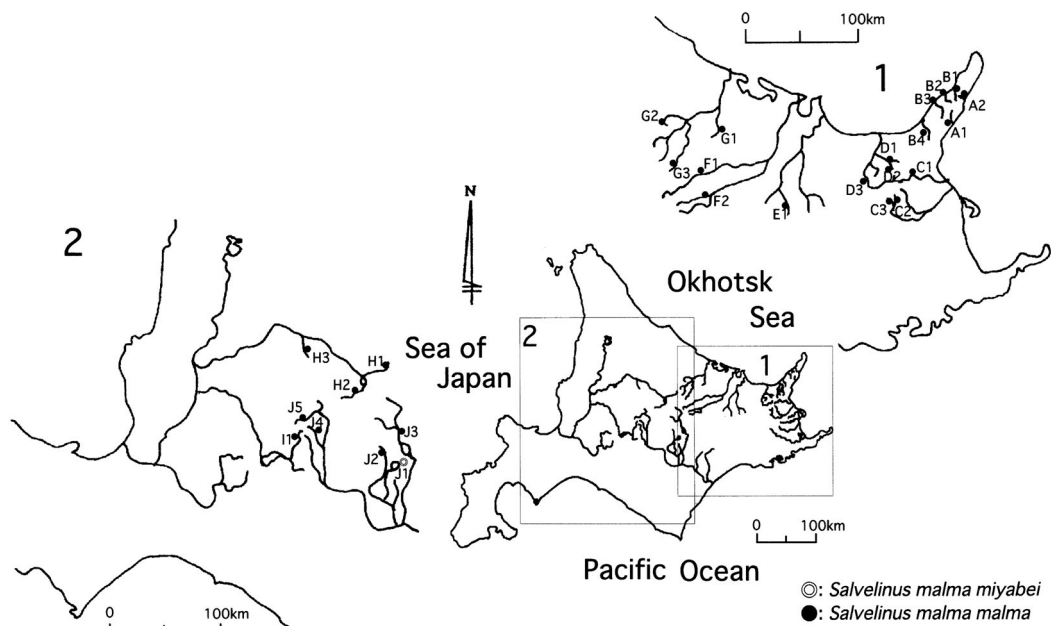 0 100km
1
B1
B2
B3
A2
A1
B4
G2
G1
D1
G3
F1
C1
D3
F2
E1
C3 C2
2
N
Okhotsk
Sea
Sea of
Japan
2
1
H3
H1
H2
J5
J4
J3
I1
J2
J1
0 100km
Pacific Ocean
0 100km
◎: Salvelinus malma miyabei
●: Salvelinus malma malma